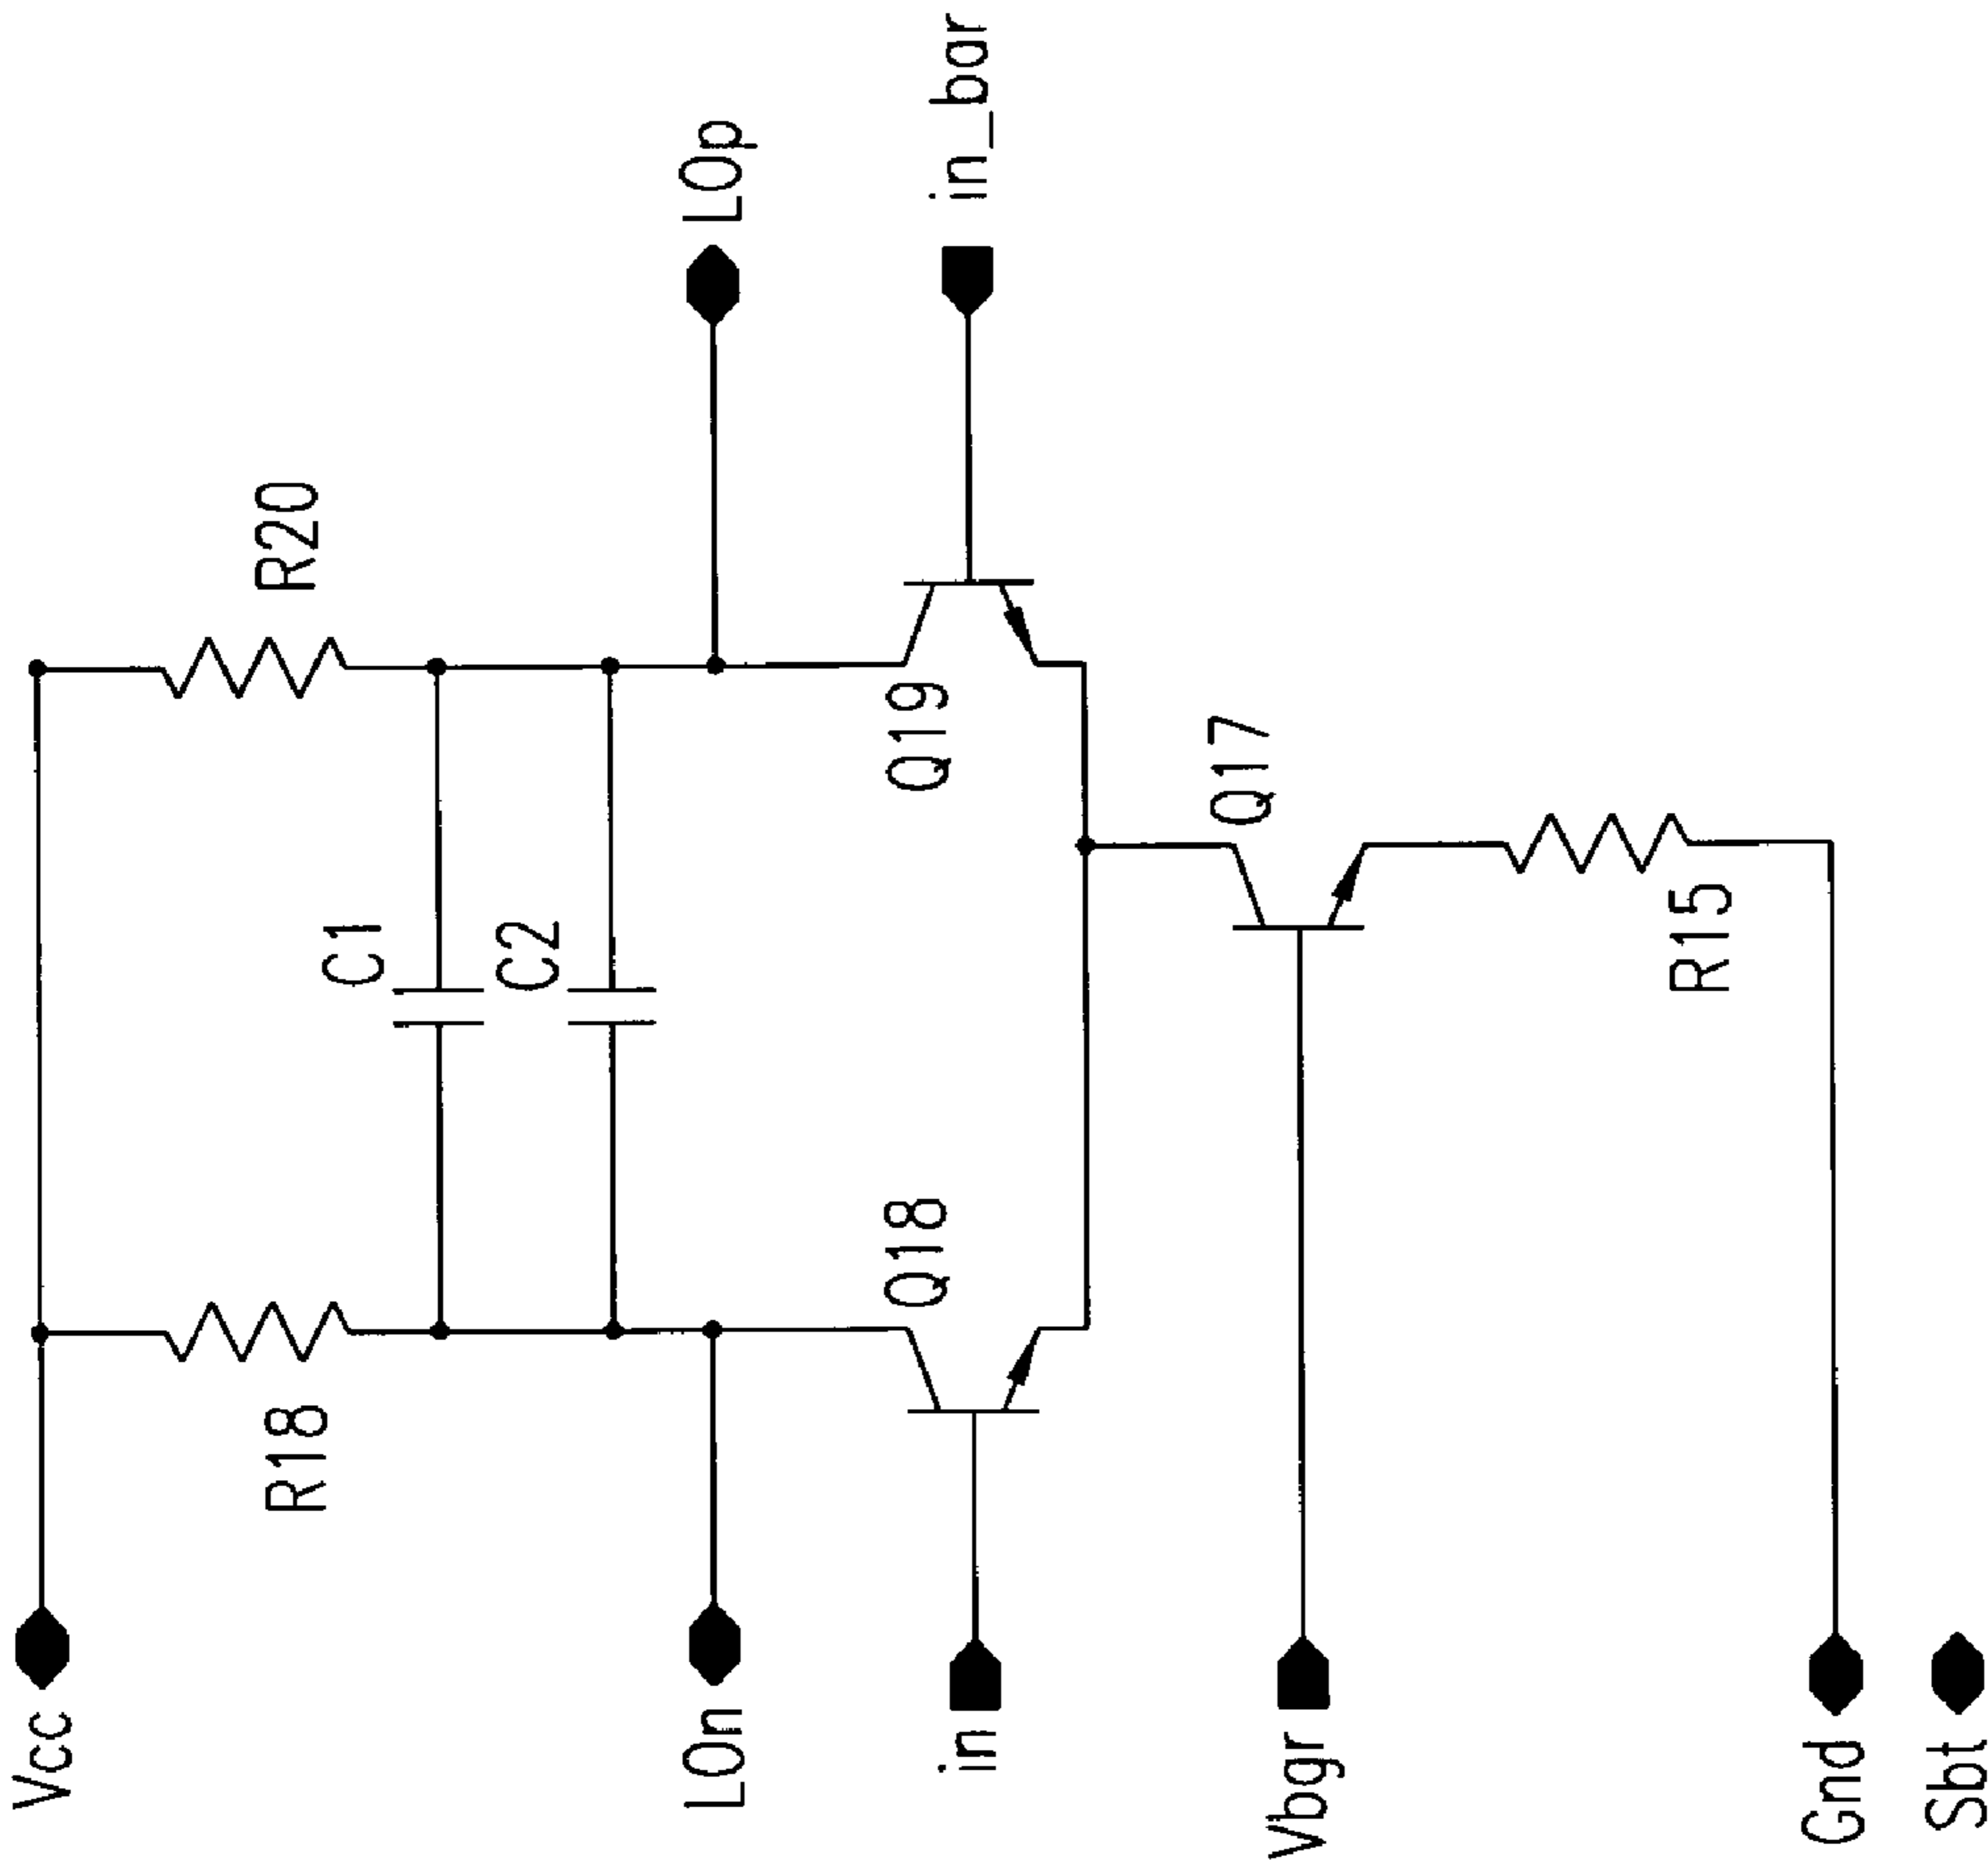 Vcc
R18
R20
C1
C2
LOn
LOp
in
Q18
Q19
in_bar
Vbgr
Q17
R15
Gnd
Sbt